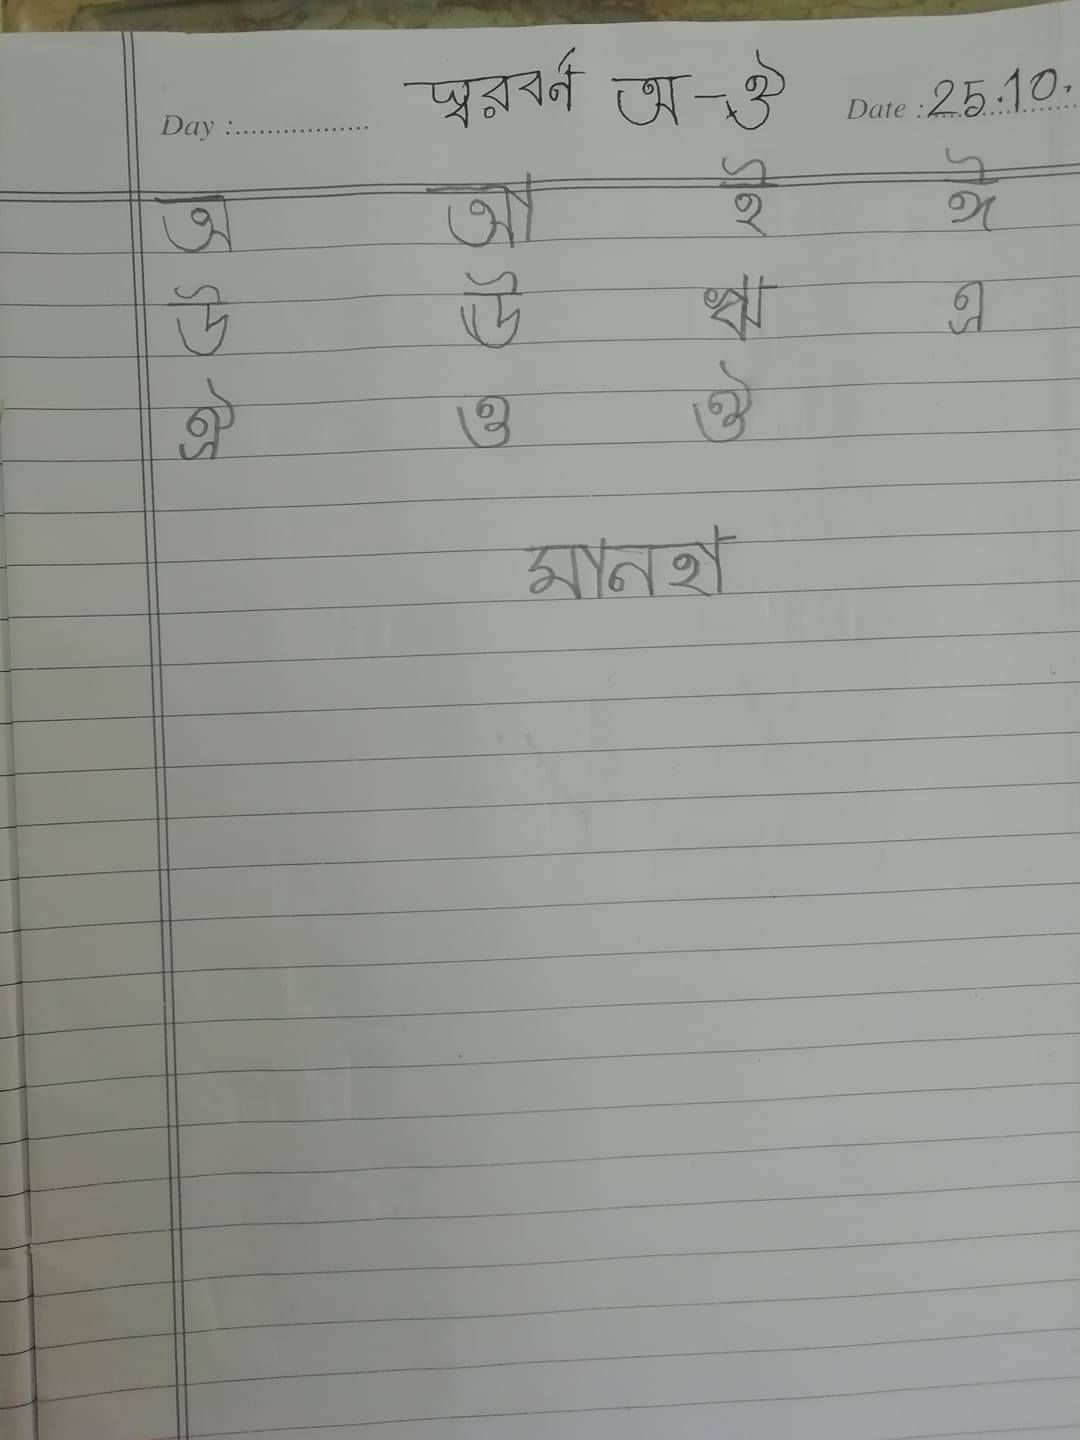 Day :................. স্বরবর্ন অ-ঔ Date : 25.10.
অ আ ই ঈ
উ ঊ ঋ এ
ঐ ও ঔ
মানহা